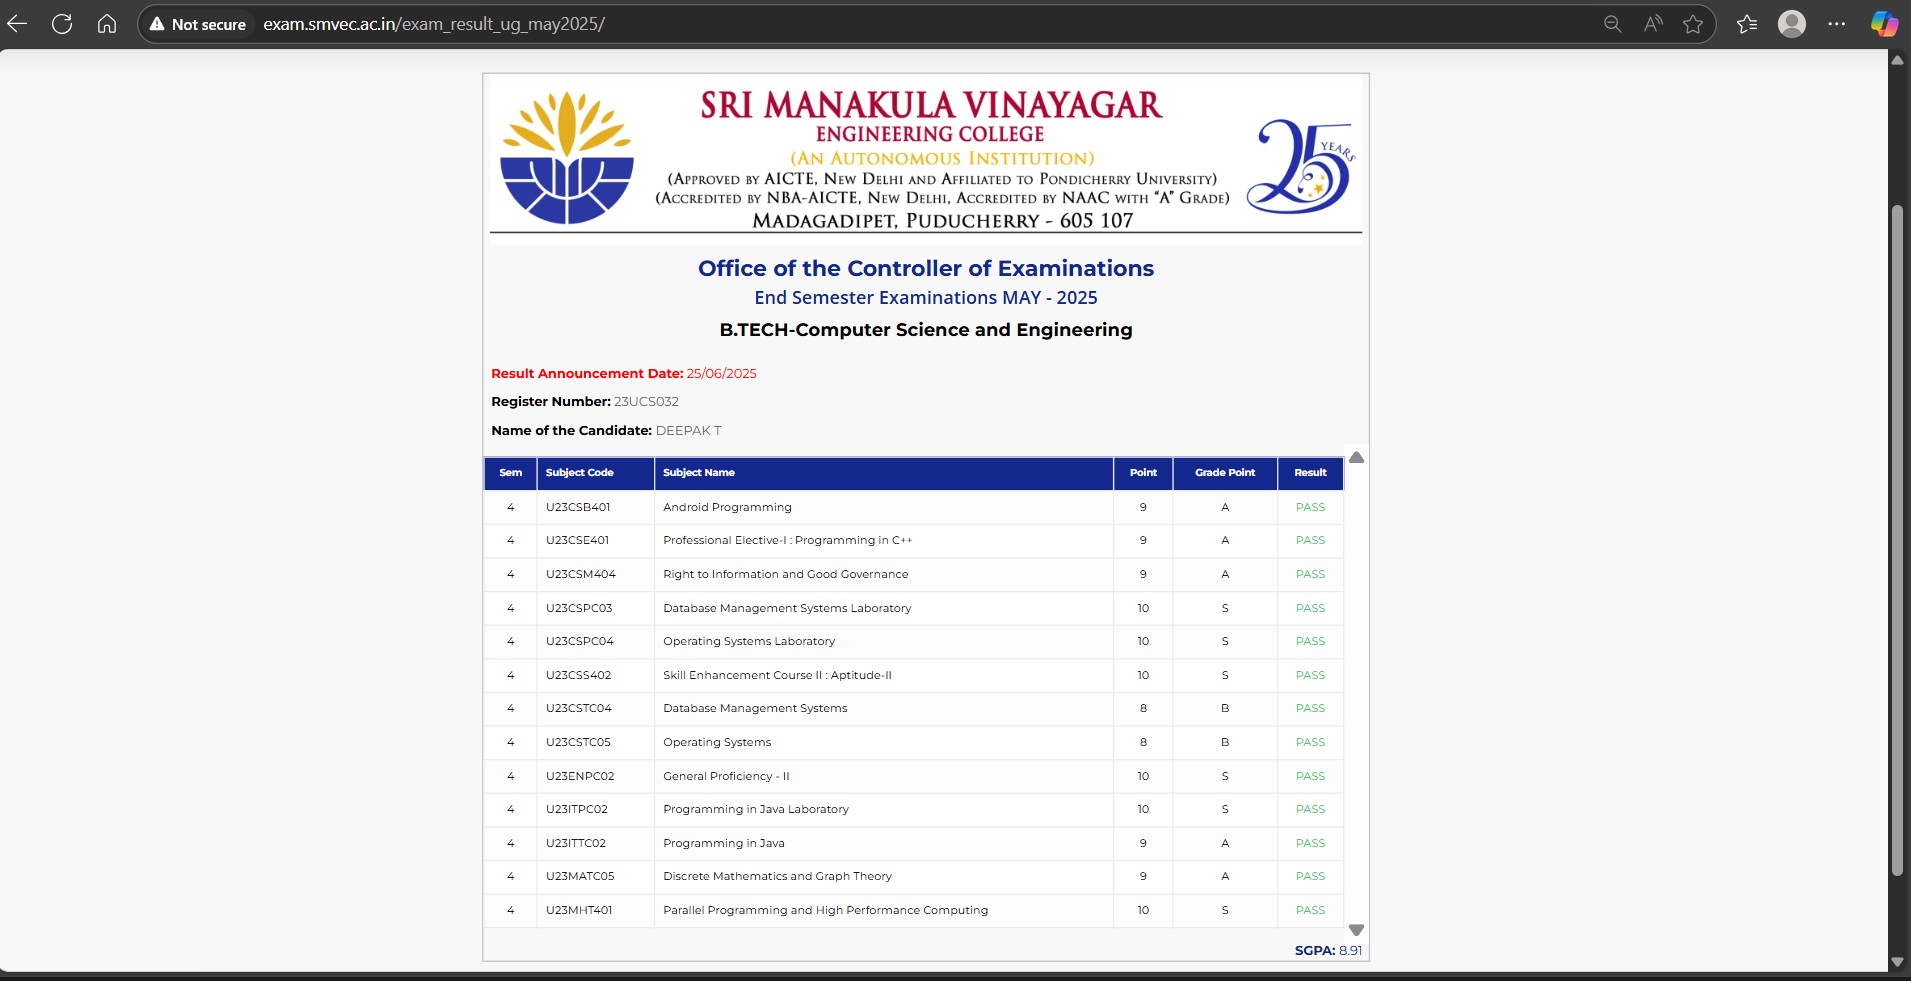 Not secure exam.smvec.ac.in/exam_result_ug_may2025/
SRI MANAKULA VINAYAGAR
ENGINEERING COLLEGE
(AN AUTONOMOUS INSTITUTION)
(APPROVED BY AICTE, NEW DELHI AND AFFILIATED TO PONDICHERRY UNIVERSITY)
(ACCREDITED BY NBA-AICTE, NEW DELHI, ACCREDITED BY NAAC WITH "A" GRADE)
MADAGADIPET, PUDUCHERRY - 605 107
25 YEARS
Office of the Controller of Examinations
End Semester Examinations MAY - 2025
B.TECH-Computer Science and Engineering
Result Announcement Date: 25/06/2025
Register Number: 23UCS032
Name of the Candidate: DEEPAK T
Sem Subject Code Subject Name Point Grade Point Result
4 U23CSB401 Android Programming 9 A PASS
4 U23CSE401 Professional Elective-I : Programming in C++ 9 A PASS
4 U23CSM404 Right to Information and Good Governance 9 A PASS
4 U23CSPC03 Database Management Systems Laboratory 10 S PASS
4 U23CSPC04 Operating Systems Laboratory 10 S PASS
4 U23CSS402 Skill Enhancement Course II : Aptitude-II 10 S PASS
4 U23CSTC04 Database Management Systems 8 B PASS
4 U23CSTC05 Operating Systems 8 B PASS
4 U23ENPC02 General Proficiency - II 10 S PASS
4 U23ITPC02 Programming in Java Laboratory 10 S PASS
4 U23ITTC02 Programming in Java 9 A PASS
4 U23MATC05 Discrete Mathematics and Graph Theory 9 A PASS
4 U23MHT401 Parallel Programming and High Performance Computing 10 S PASS
SGPA: 8.91